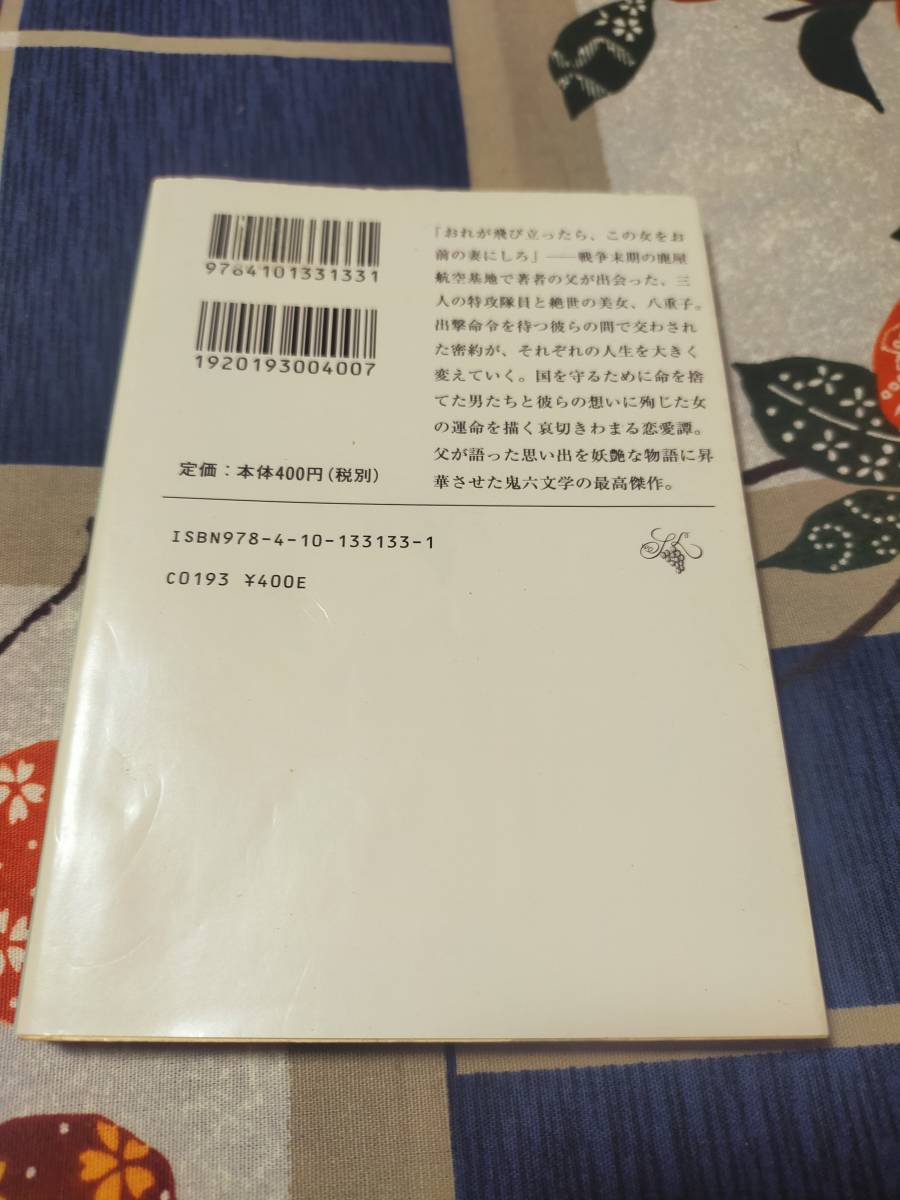 9784101331331
1920193004007
定価：本体400円（税別）
「おれが飛び立ったら、この女をお
前の妻にしろ」――戦争末期の鹿屋
航空基地で著者の父が出会った、三
人の特攻隊員と絶世の美女、八重子。
出撃命令を待つ彼らの間で交わされ
た密約が、それぞれの人生を大きく
変えていく。国を守るために命を捨
てた男たちと彼らの想いに殉じた女
の運命を描く哀切きわまる恋愛譚。
父が語った思い出を妖艶な物語に昇
華させた鬼六文学の最高傑作。
ISBN978-4-10-133133-1
C0193 ¥400E